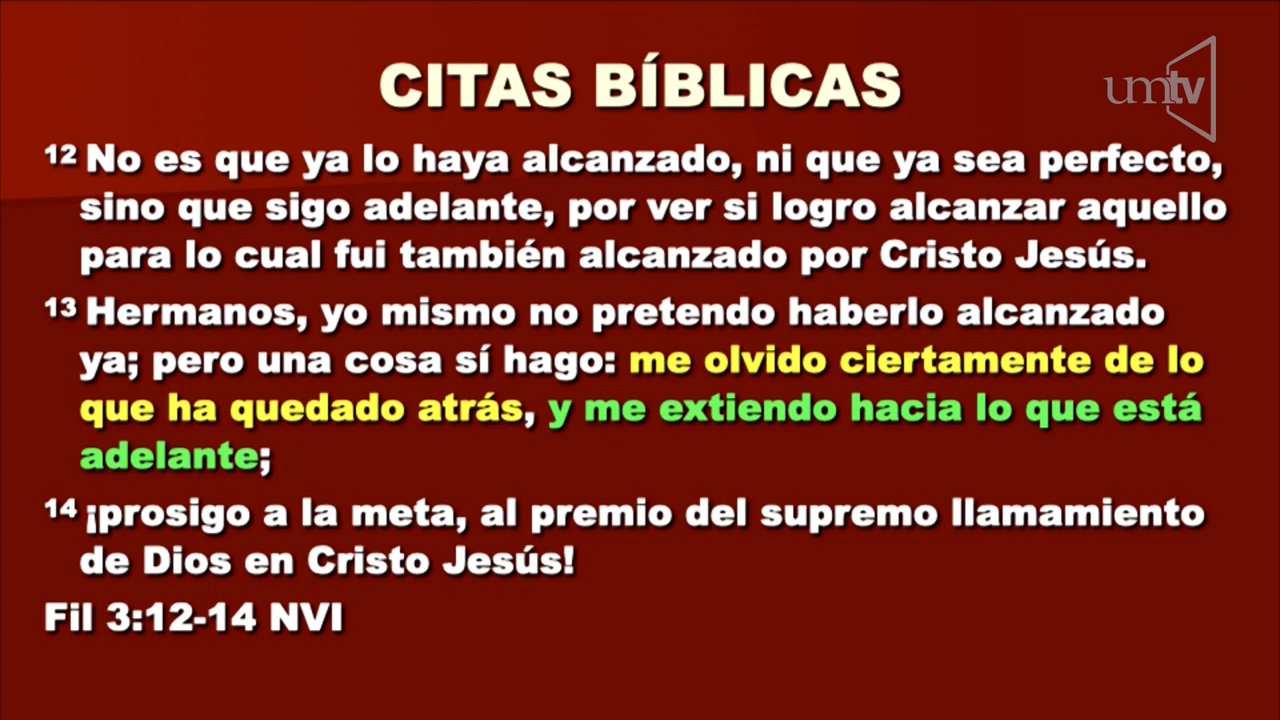 CITAS BÍBLICAS
umtv
12 No es que ya lo haya alcanzado, ni que ya sea perfecto,
sino que sigo adelante, por ver si logro alcanzar aquello
para lo cual fui también alcanzado por Cristo Jesús.
13 Hermanos, yo mismo no pretendo haberlo alcanzado
ya; pero una cosa sí hago: me olvido ciertamente de lo
que ha quedado atrás, y me extiendo hacia lo que está
adelante;
14 ¡prosigo a la meta, al premio del supremo llamamiento
de Dios en Cristo Jesús!
Fil 3:12-14 NVI